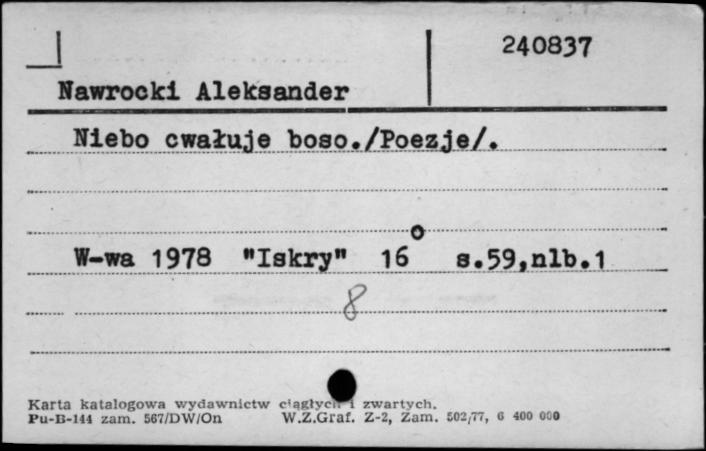 240837
Nawrocki Aleksander
Niebo cwałuje boso./Poezje/.
W-wa 1978 "Iskry" 16° s.59,nlb.1
8
Karta katalogowa wydawnictw ciągłych i zwartych.
Pu-B-144 zam. 567/DW/On W.Z.Graf. Z-2, Zam. 502/77, 6 400 000